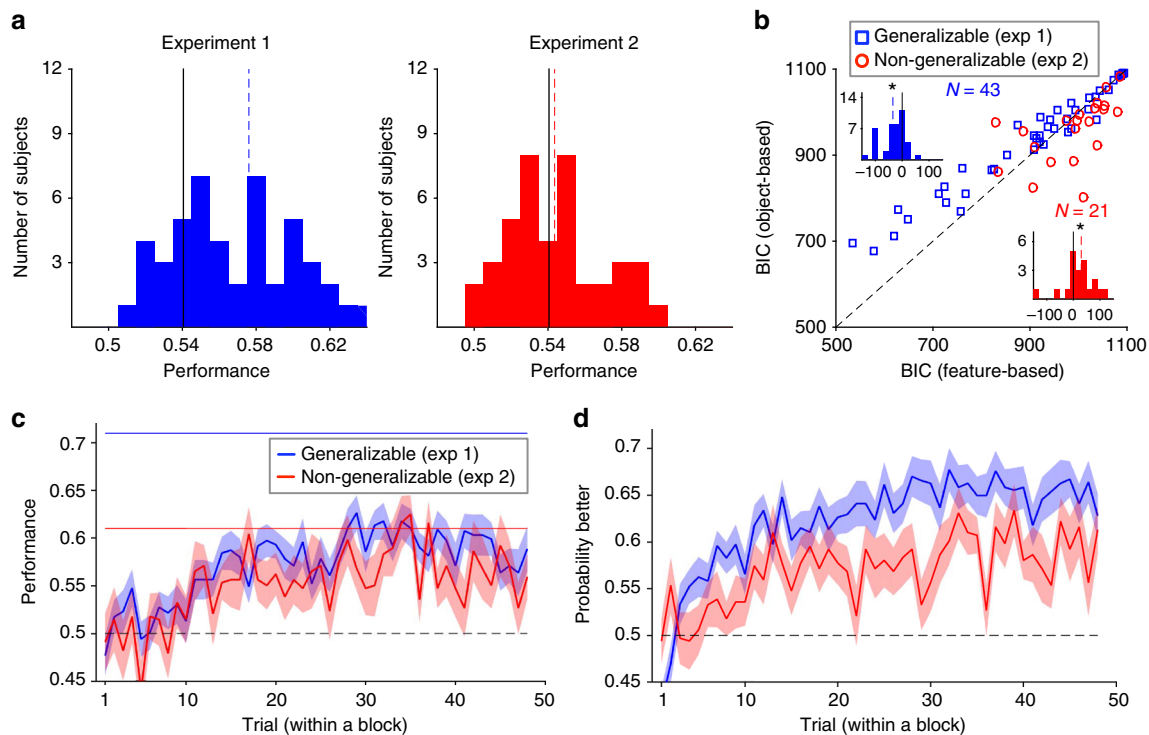 a
Experiment 1
Experiment 2
12
9
6
3
Number of subjects
0.5
0.54
0.58
0.62
Performance
12
9
6
3
Number of subjects
0.5
0.54
0.58
0.62
Performance
b
Generalizable (exp 1)
Non-generalizable (exp 2)
1100
900
700
500
BIC (object-based)
14
7
*
−100 0 100
N = 43
N = 21
6
3
*
−100 0 100
500
700
900
1100
BIC (feature-based)
c
Generalizable (exp 1)
Non-generalizable (exp 2)
0.7
0.65
0.6
0.55
0.5
0.45
Performance
1
10
20
30
40
50
Trial (within a block)
d
0.7
0.65
0.6
0.55
0.5
0.45
Probability better
1
10
20
30
40
50
Trial (within a block)